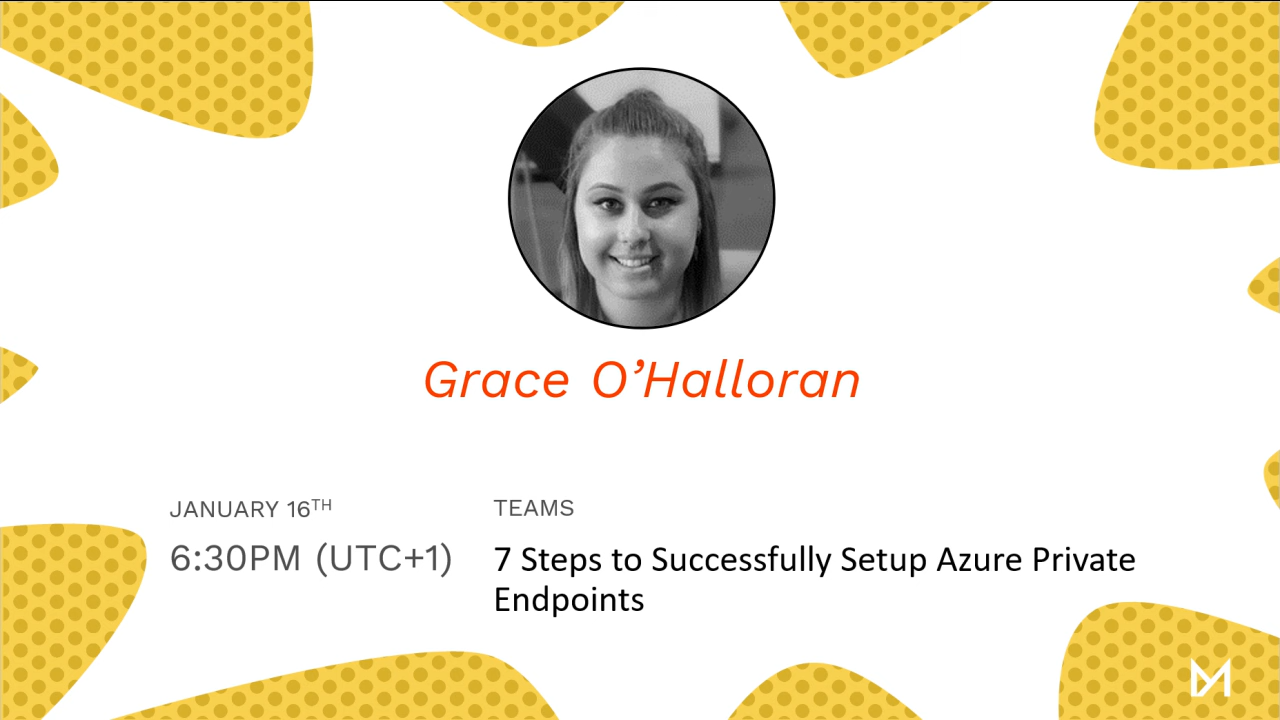 Grace O’Halloran
JANUARY 16TH
6:30PM (UTC+1)
TEAMS
7 Steps to Successfully Setup Azure Private
Endpoints